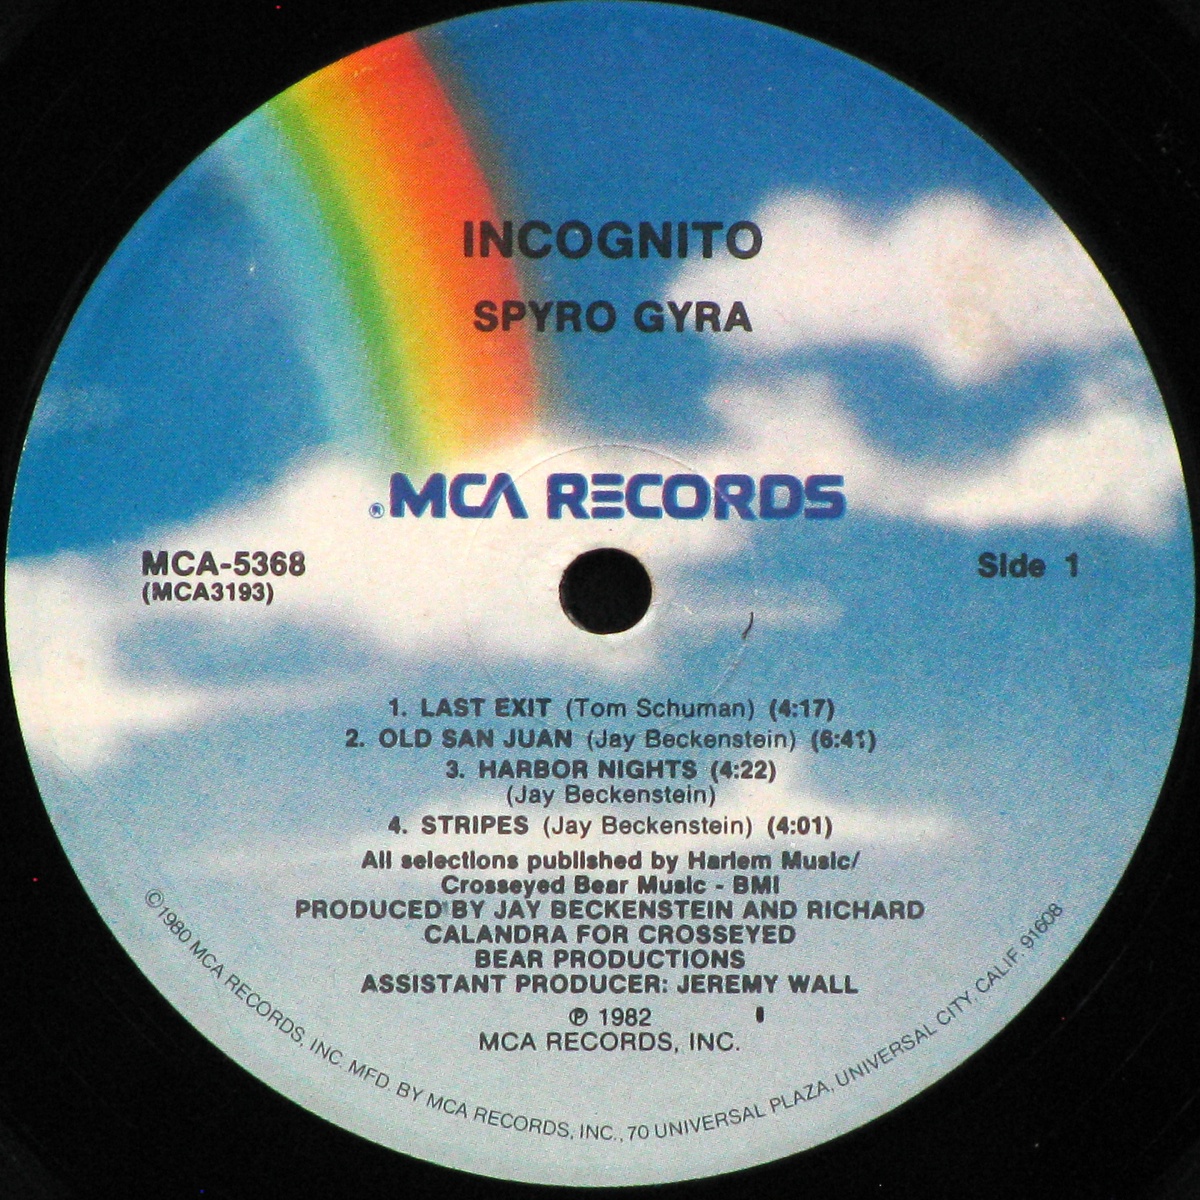 INCOGNITO
SPYRO GYRA
®MCA RECORDS
MCA-5368
(MCA3193)
Side 1
1. LAST EXIT (Tom Schuman) (4:17)
2. OLD SAN JUAN (Jay Beckenstein) (6:41)
3. HARBOR NIGHTS (4:22)
(Jay Beckenstein)
4. STRIPES (Jay Beckenstein) (4:01)
All selections published by Harlem Music/
Crosseyed Bear Music - BMI
PRODUCED BY JAY BECKENSTEIN AND RICHARD
CALANDRA FOR CROSSEYED
BEAR PRODUCTIONS
ASSISTANT PRODUCER: JEREMY WALL
℗ 1982
MCA RECORDS, INC.
©1980 MCA RECORDS, INC. MFD. BY MCA RECORDS, INC., 70 UNIVERSAL PLAZA, UNIVERSAL CITY, CALIF. 91608